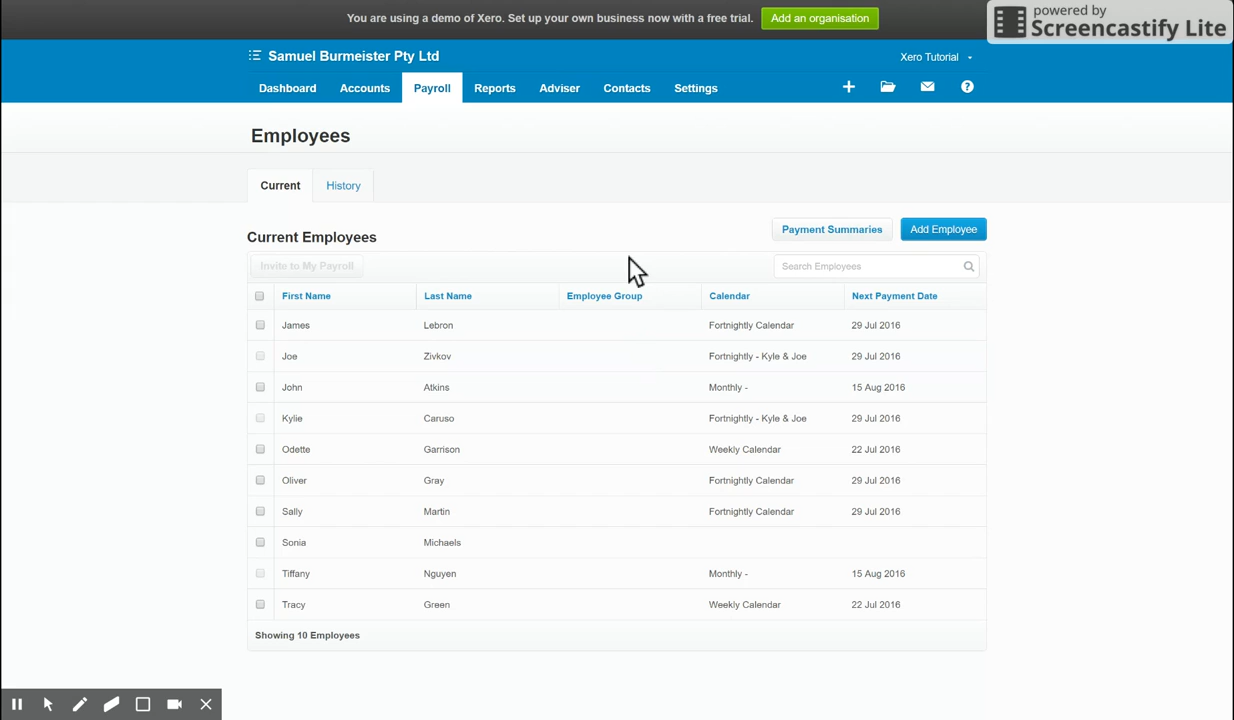 You are using a demo of Xero. Set up your own business now with a free trial. Add an organisation
powered by
Screencastify Lite
Samuel Burmeister Pty Ltd Xero Tutorial
Dashboard Accounts Payroll Reports Adviser Contacts Settings
Employees
Current History
Current Employees Payment Summaries Add Employee
Invite to My Payroll Search Employees
First Name Last Name Employee Group Calendar Next Payment Date
James Lebron Fortnightly Calendar 29 Jul 2016
Joe Zivkov Fortnightly - Kyle & Joe 29 Jul 2016
John Atkins Monthly - 15 Aug 2016
Kylie Caruso Fortnightly - Kyle & Joe 29 Jul 2016
Odette Garrison Weekly Calendar 22 Jul 2016
Oliver Gray Fortnightly Calendar 29 Jul 2016
Sally Martin Fortnightly Calendar 29 Jul 2016
Sonia Michaels
Tiffany Nguyen Monthly - 15 Aug 2016
Tracy Green Weekly Calendar 22 Jul 2016
Showing 10 Employees